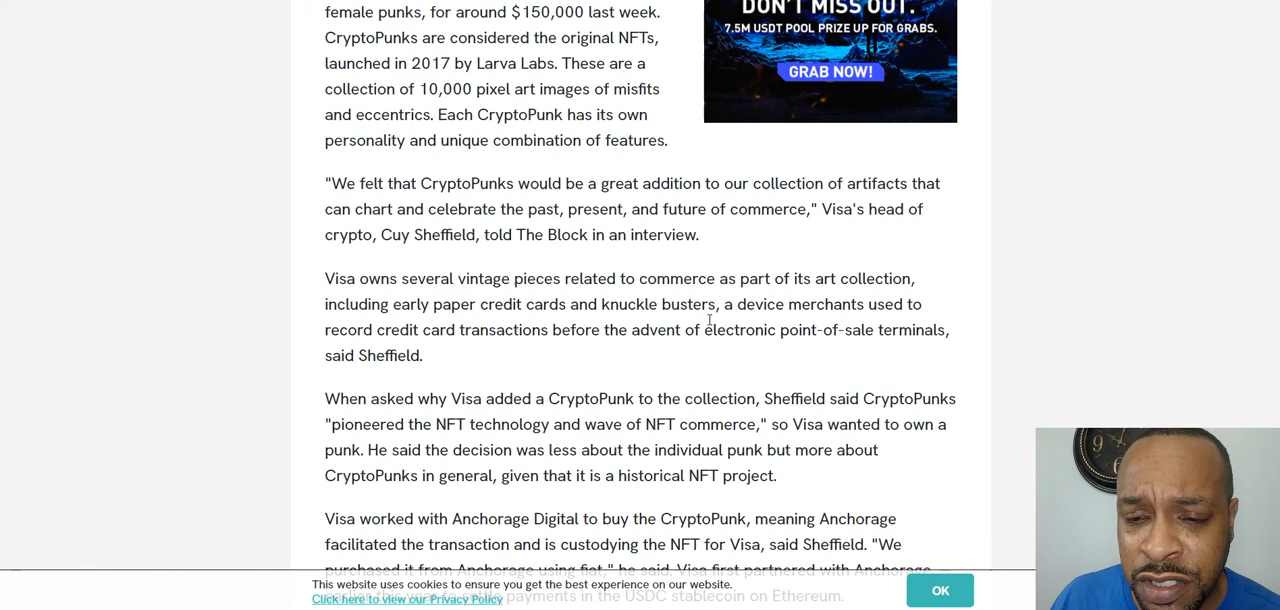 female punks, for around $150,000 last week.
CryptoPunks are considered the original NFTs,
launched in 2017 by Larva Labs. These are a
collection of 10,000 pixel art images of misfits
and eccentrics. Each CryptoPunk has its own
personality and unique combination of features.
DON'T MISS OUT.
7.5M USDT POOL PRIZE UP FOR GRABS.
GRAB NOW!
"We felt that CryptoPunks would be a great addition to our collection of artifacts that
can chart and celebrate the past, present, and future of commerce," Visa's head of
crypto, Cuy Sheffield, told The Block in an interview.
Visa owns several vintage pieces related to commerce as part of its art collection,
including early paper credit cards and knuckle busters, a device merchants used to
record credit card transactions before the advent of electronic point-of-sale terminals,
said Sheffield.
When asked why Visa added a CryptoPunk to the collection, Sheffield said CryptoPunks
"pioneered the NFT technology and wave of NFT commerce," so Visa wanted to own a
punk. He said the decision was less about the individual punk but more about
CryptoPunks in general, given that it is a historical NFT project.
Visa worked with Anchorage Digital to buy the CryptoPunk, meaning Anchorage
facilitated the transaction and is custodying the NFT for Visa, said Sheffield. "We
purchased it from Anchorage using fiat," he said. Visa first partnered with Anchorage
earlier this year to settle payments in the USDC stablecoin on Ethereum.
This website uses cookies to ensure you get the best experience on our website.
Click here to view our Privacy Policy
OK
9
6